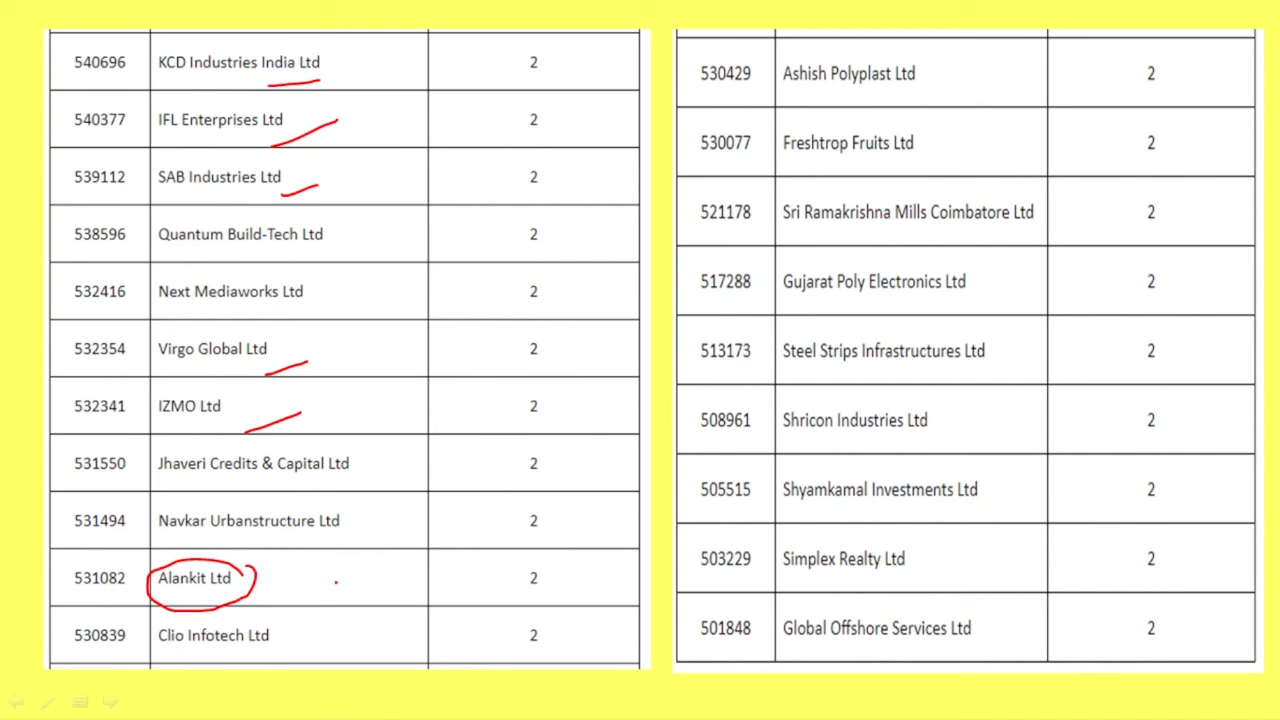 540696 KCD Industries India Ltd 2
540377 IFL Enterprises Ltd 2
539112 SAB Industries Ltd 2
538596 Quantum Build-Tech Ltd 2
532416 Next Mediaworks Ltd 2
532354 Virgo Global Ltd 2
532341 IZMO Ltd 2
531550 Jhaveri Credits & Capital Ltd 2
531494 Navkar Urbanstructure Ltd 2
531082 Alankit Ltd 2
530839 Clio Infotech Ltd 2
530429 Ashish Polyplast Ltd 2
530077 Freshtrop Fruits Ltd 2
521178 Sri Ramakrishna Mills Coimbatore Ltd 2
517288 Gujarat Poly Electronics Ltd 2
513173 Steel Strips Infrastructures Ltd 2
508961 Shricon Industries Ltd 2
505515 Shyamkamal Investments Ltd 2
503229 Simplex Realty Ltd 2
501848 Global Offshore Services Ltd 2